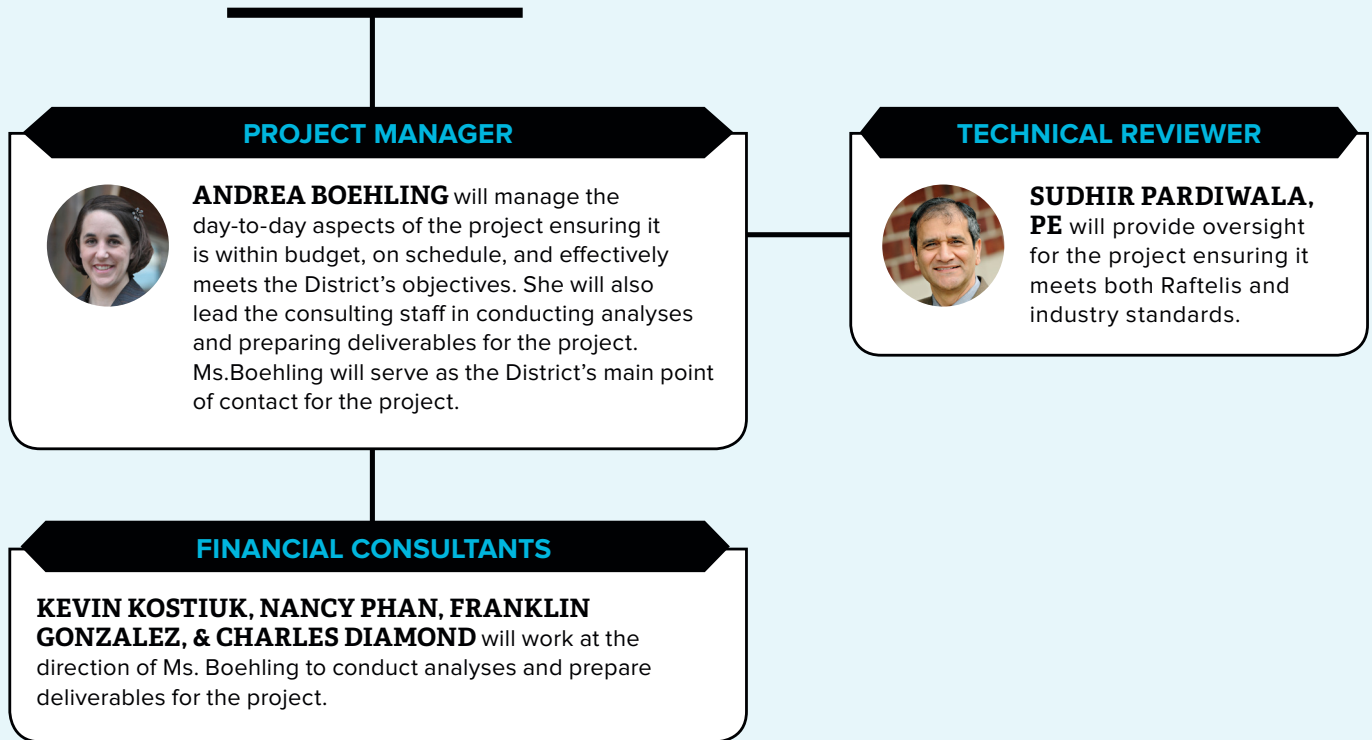 PROJECT MANAGER
ANDREA BOEHLING will manage the
day-to-day aspects of the project ensuring it
is within budget, on schedule, and effectively
meets the District’s objectives. She will also
lead the consulting staff in conducting analyses
and preparing deliverables for the project.
Ms.Boehling will serve as the District’s main point
of contact for the project.
TECHNICAL REVIEWER
SUDHIR PARDIWALA,
PE will provide oversight
for the project ensuring it
meets both Raftelis and
industry standards.
FINANCIAL CONSULTANTS
KEVIN KOSTIUK, NANCY PHAN, FRANKLIN
GONZALEZ, & CHARLES DIAMOND will work at the
direction of Ms. Boehling to conduct analyses and prepare
deliverables for the project.